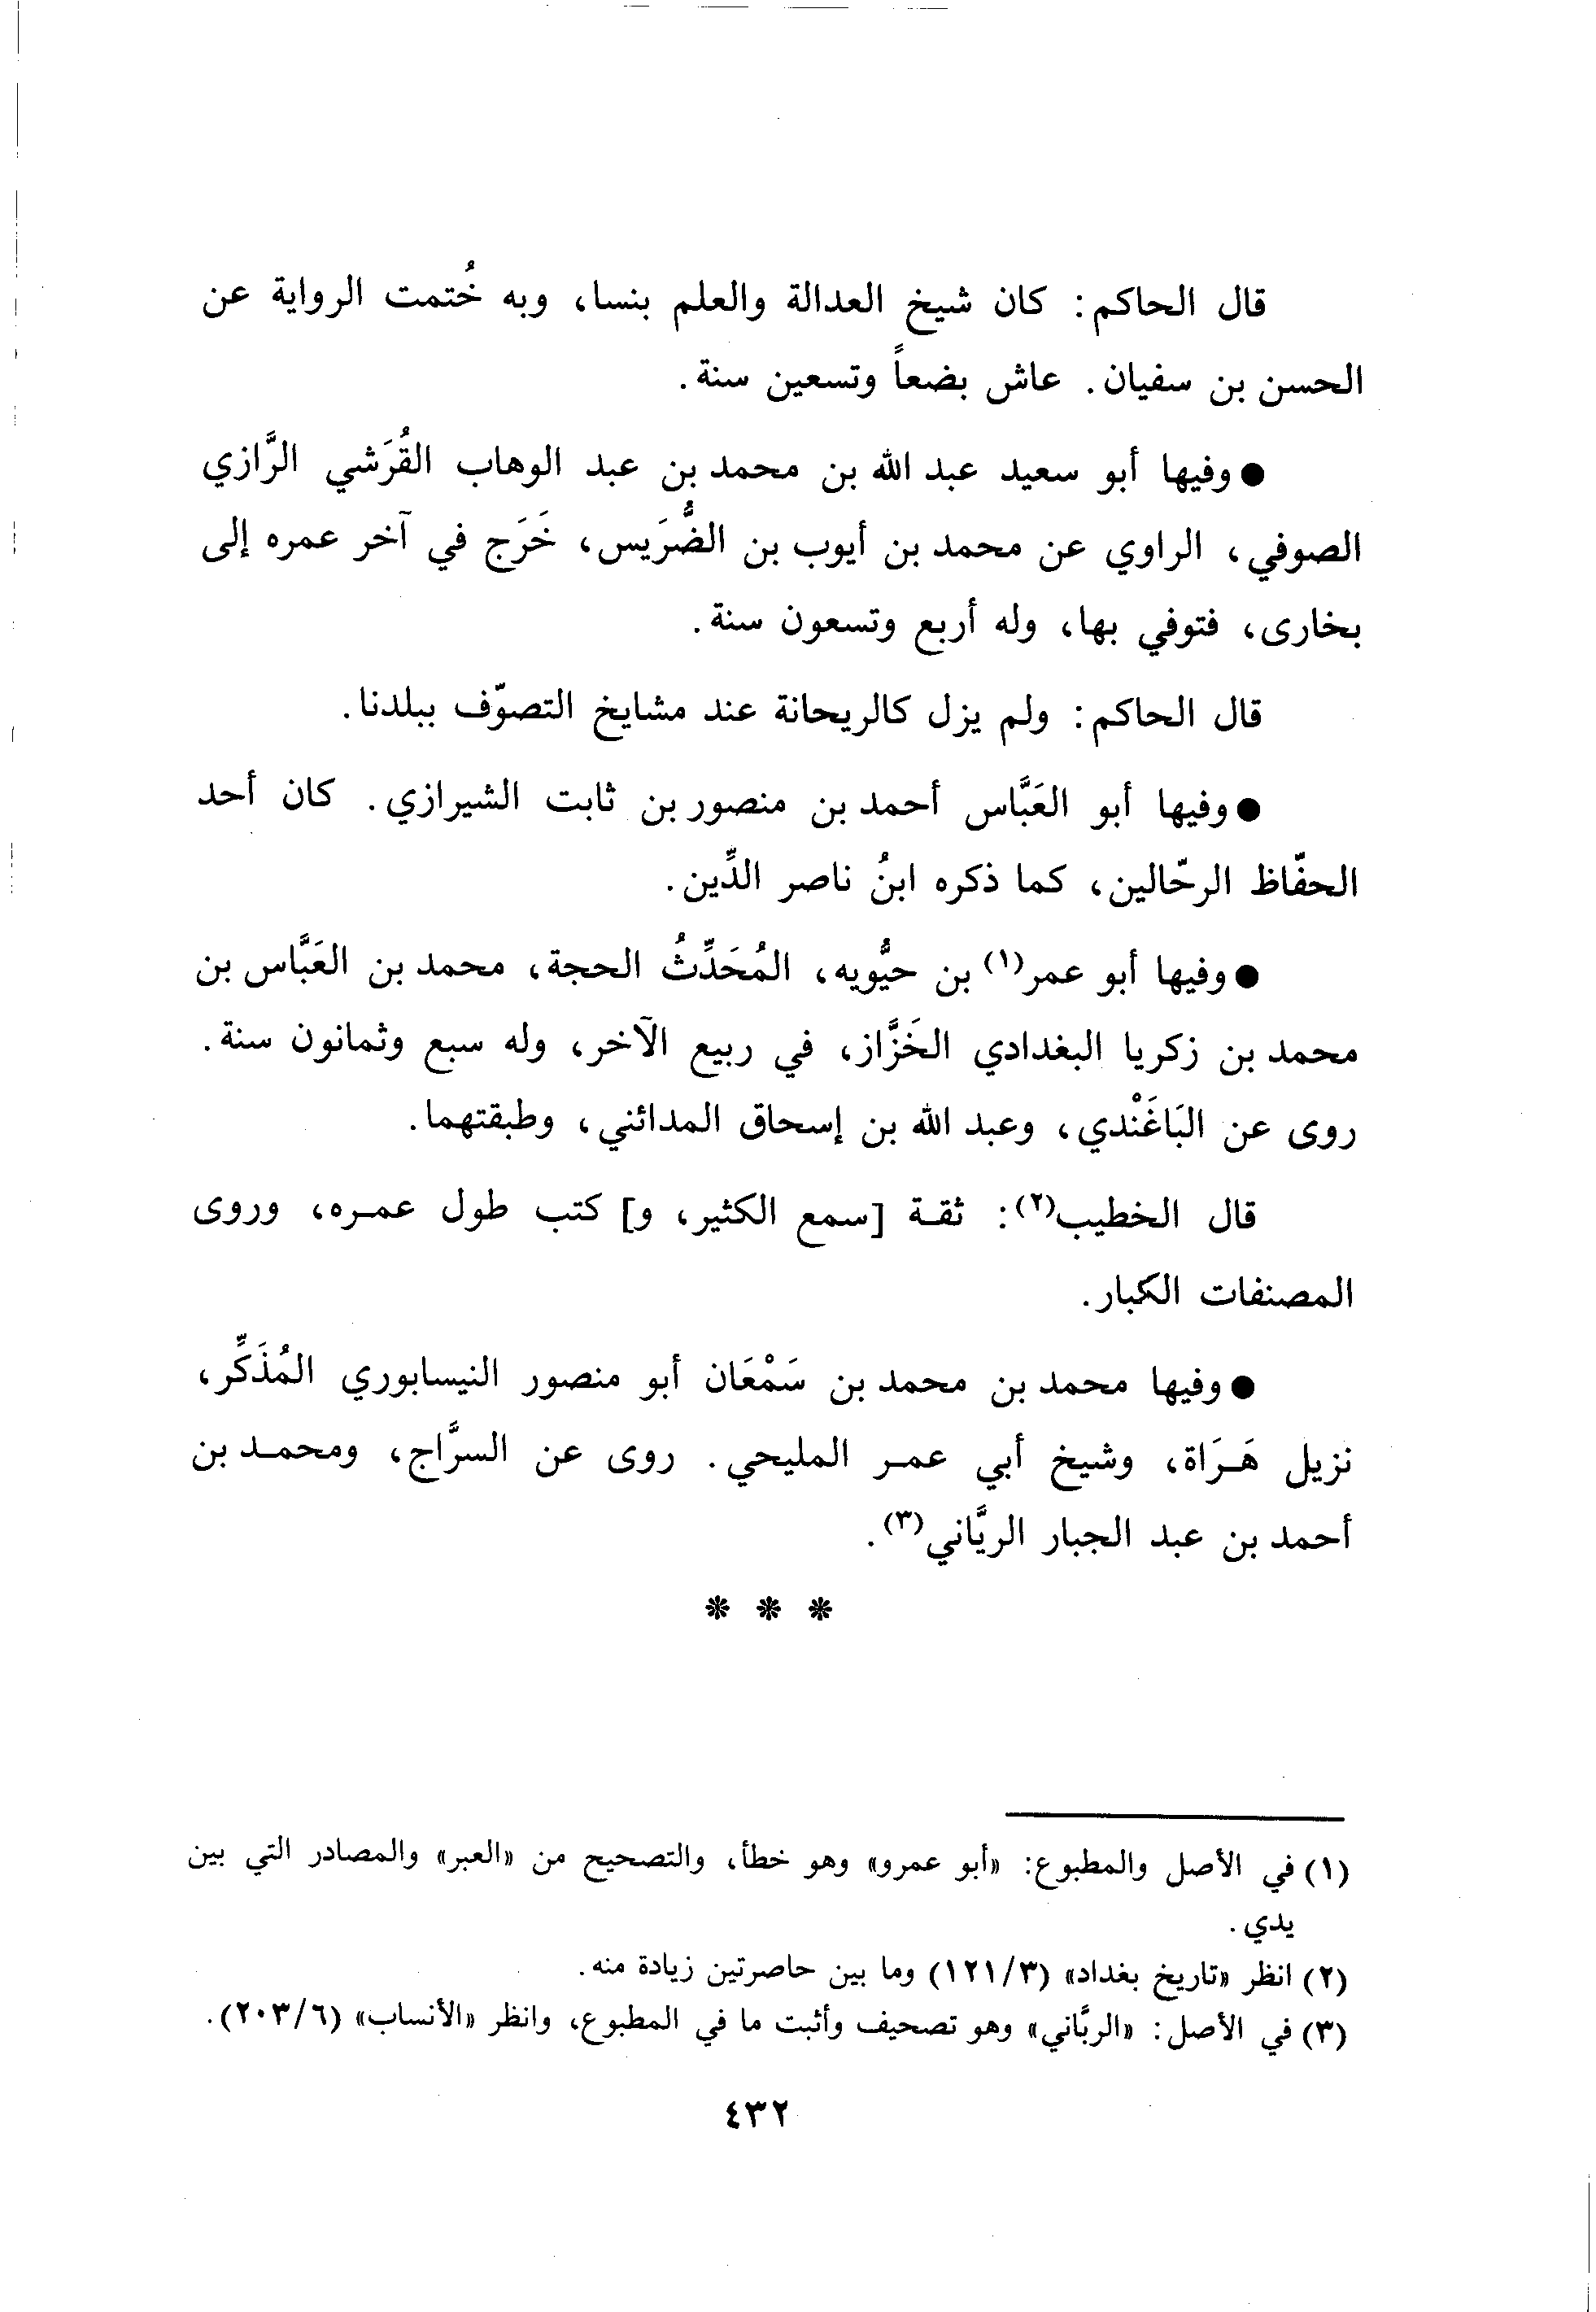 قال الحاكم: كان شيخ العدالة والعلم بنسا، وبه خُتمت الرواية عن
الحسن بن سفيان. عاش بضعاً وتسعين سنة.
● وفيها أبو سعيد عبد الله بن محمد بن عبد الوهاب القُرَشي الرَّازي
الصوفي، الراوي عن محمد بن أيوب بن الضُّرَيس، خَرَج في آخر عمره إلى
بخارى، فتوفي بها، وله أربع وتسعون سنة.
قال الحاكم: ولم يزل كالريحانة عند مشايخ التصوّف ببلدنا.
● وفيها أبو العَبَّاس أحمد بن منصور بن ثابت الشيرازي. كان أحد
الحفّاظ الرحّالين، كما ذكره ابنُ ناصر الدِّين.
● وفيها أبو عمر(١) بن حيُّويه، المُحَدِّثُ الحجة، محمد بن العَبَّاس بن
محمد بن زكريا البغدادي الخَزَّاز، في ربيع الآخر، وله سبع وثمانون سنة.
روى عن البَاغَنْدي، وعبد الله بن إسحاق المدائني، وطبقتهما.
قال الخطيب(٢): ثقة [سمع الكثير، و] كتب طول عمره، وروى
المصنفات الكبار.
● وفيها محمد بن محمد بن سَمْعَان أبو منصور النيسابوري المُذَكِّر،
نزيل هَرَاة، وشيخ أبي عمر المليحي. روى عن السرَّاج، ومحمد بن
أحمد بن عبد الجبار الريَّاني(٣).
* * *
(١) في الأصل والمطبوع: «أبو عمرو» وهو خطأ، والتصحيح من «العبر» والمصادر التي بين
يدي.
(٢) انظر «تاريخ بغداد» (٣/١٢١) وما بين حاصرتين زيادة منه.
(٣) في الأصل: «الربَّاني» وهو تصحيف وأثبت ما في المطبوع، وانظر «الأنساب» (٦/٢٠٣).
٤٣٢